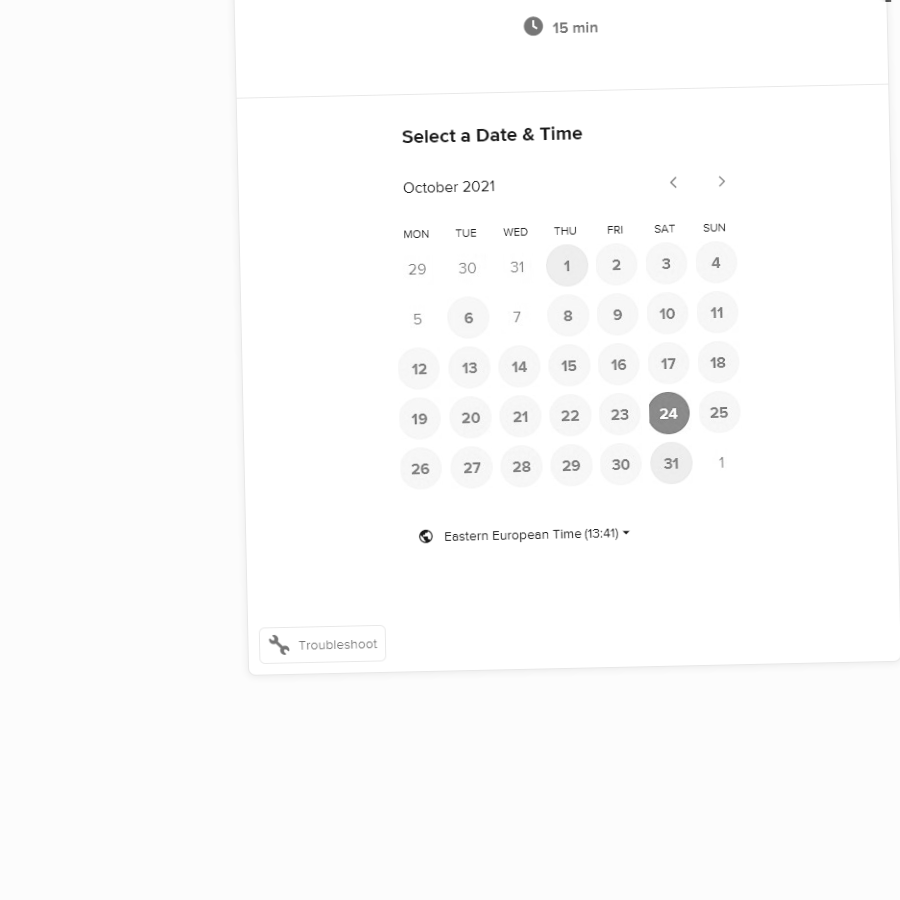 15 min
Select a Date & Time
October 2021
MON TUE WED THU FRI SAT SUN
29 30 31 1 2 3 4
5 6 7 8 9 10 11
12 13 14 15 16 17 18
19 20 21 22 23 24 25
26 27 28 29 30 31 1
Eastern European Time (13:41)
Troubleshoot